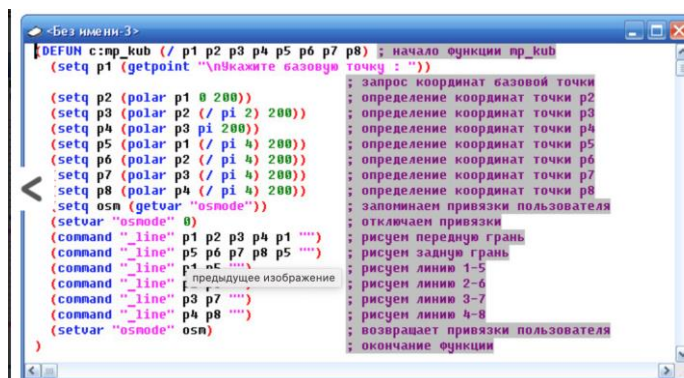 <Без имени-3>
(DEFUN c:mp_kub (/ p1 p2 p3 p4 p5 p6 p7 p8) ; начало функции mp_kub
(setq p1 (getpoint "\nУкажите базовую точку : "))
; запрос координат базовой точки
(setq p2 (polar p1 0 200)) ; определение координат точки p2
(setq p3 (polar p2 (/ pi 2) 200)) ; определение координат точки p3
(setq p4 (polar p3 pi 200)) ; определение координат точки p4
(setq p5 (polar p1 (/ pi 4) 200)) ; определение координат точки p5
(setq p6 (polar p2 (/ pi 4) 200)) ; определение координат точки p6
(setq p7 (polar p3 (/ pi 4) 200)) ; определение координат точки p7
setq p8 (polar p4 (/ pi 4) 200)) ; определение координат точки p8
setq osm (getvar "osmode")) ; запоминаем привязки пользователя
(setvar "osmode" 0) ; отключаем привязки
(command "_line" p1 p2 p3 p4 p1 "") ; рисуем передную грань
(command "_line" p5 p6 p7 p8 p5 "") ; рисуем задную грань
(command "_line" p1 p5 "") ; рисуем линию 1-5
предыдущее изображение
(command "_line" ; рисуем линию 2-6
(command "_line" p3 p7 "") ; рисуем линию 3-7
(command "_line" p4 p8 "") ; рисуем линию 4-8
(setvar "osmode" osm) ; возвращает привязки пользователя
) ; окончание функции